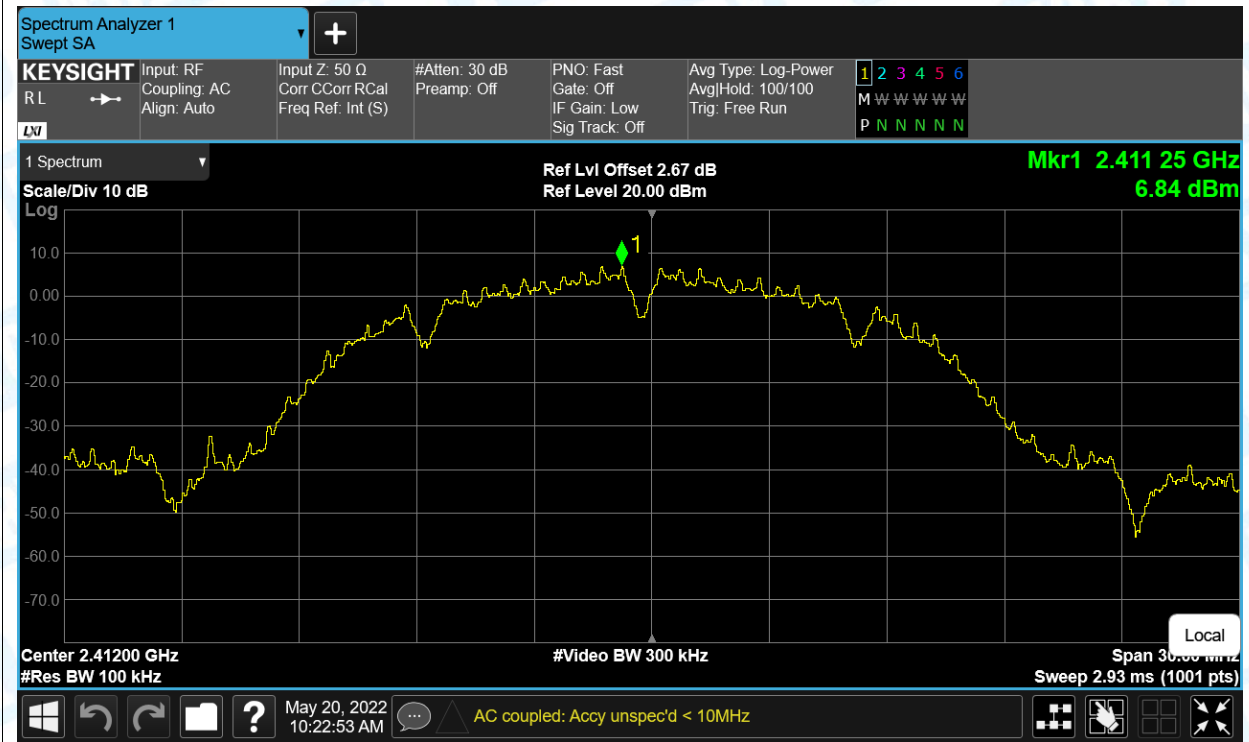 Spectrum Analyzer 1
Swept SA
KEYSIGHT
R L
LXI
Input: RF
Coupling: AC
Align: Auto
Input Z: 50 Ω
Corr CCorr RCal
Freq Ref: Int (S)
#Atten: 30 dB
Preamp: Off
PNO: Fast
Gate: Off
IF Gain: Low
Sig Track: Off
Avg Type: Log-Power
Avg|Hold: 100/100
Trig: Free Run
1 2 3 4 5 6
M W W W W W
P N N N N N
1 Spectrum
Scale/Div 10 dB
Log
Ref Lvl Offset 2.67 dB
Ref Level 20.00 dBm
Mkr1 2.411 25 GHz
6.84 dBm
1
10.0
0.00
-10.0
-20.0
-30.0
-40.0
-50.0
-60.0
-70.0
Local
Center 2.41200 GHz
#Res BW 100 kHz
#Video BW 300 kHz
Span 30.00 MHz
Sweep 2.93 ms (1001 pts)
?
May 20, 2022
10:22:53 AM
AC coupled: Accy unspec'd < 10MHz